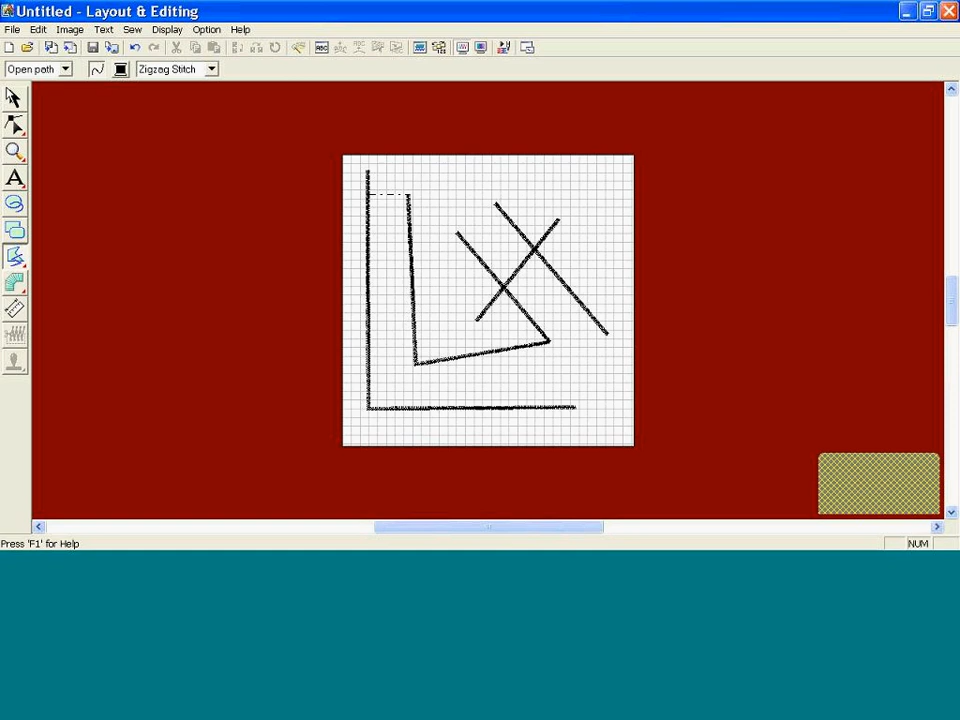 Untitled - Layout & Editing
File Edit Image Text Sew Display Option Help
ABC
Open path Zigzag Stitch
A
Press 'F1' for Help NUM